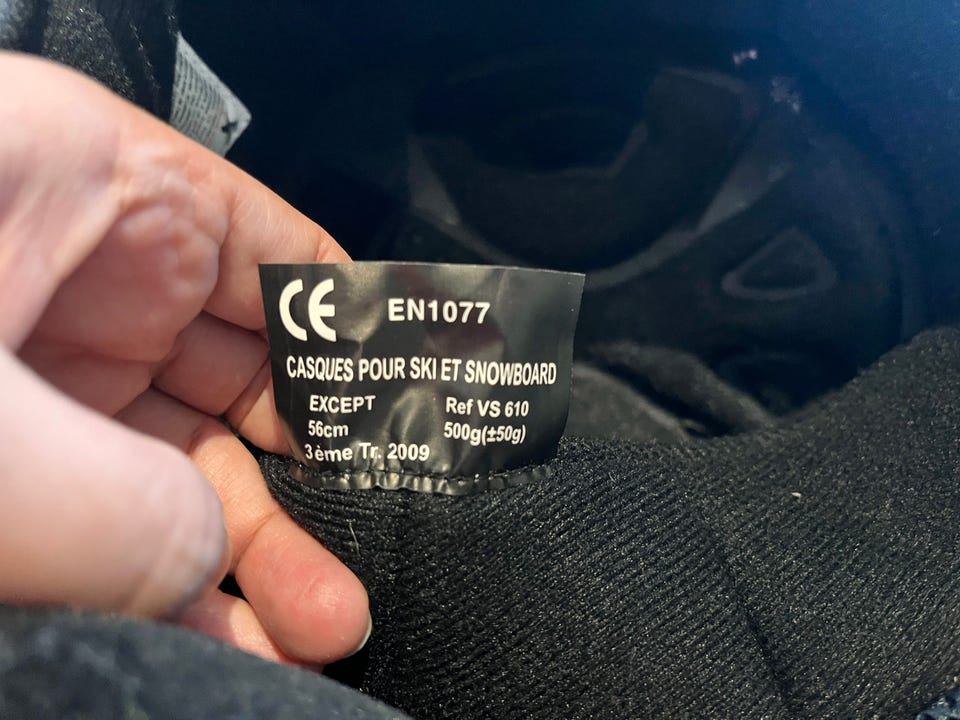 CE EN1077
CASQUES POUR SKI ET SNOWBOARD
EXCEPT Ref VS 610
56cm 500g(±50g)
3ème Tr. 2009